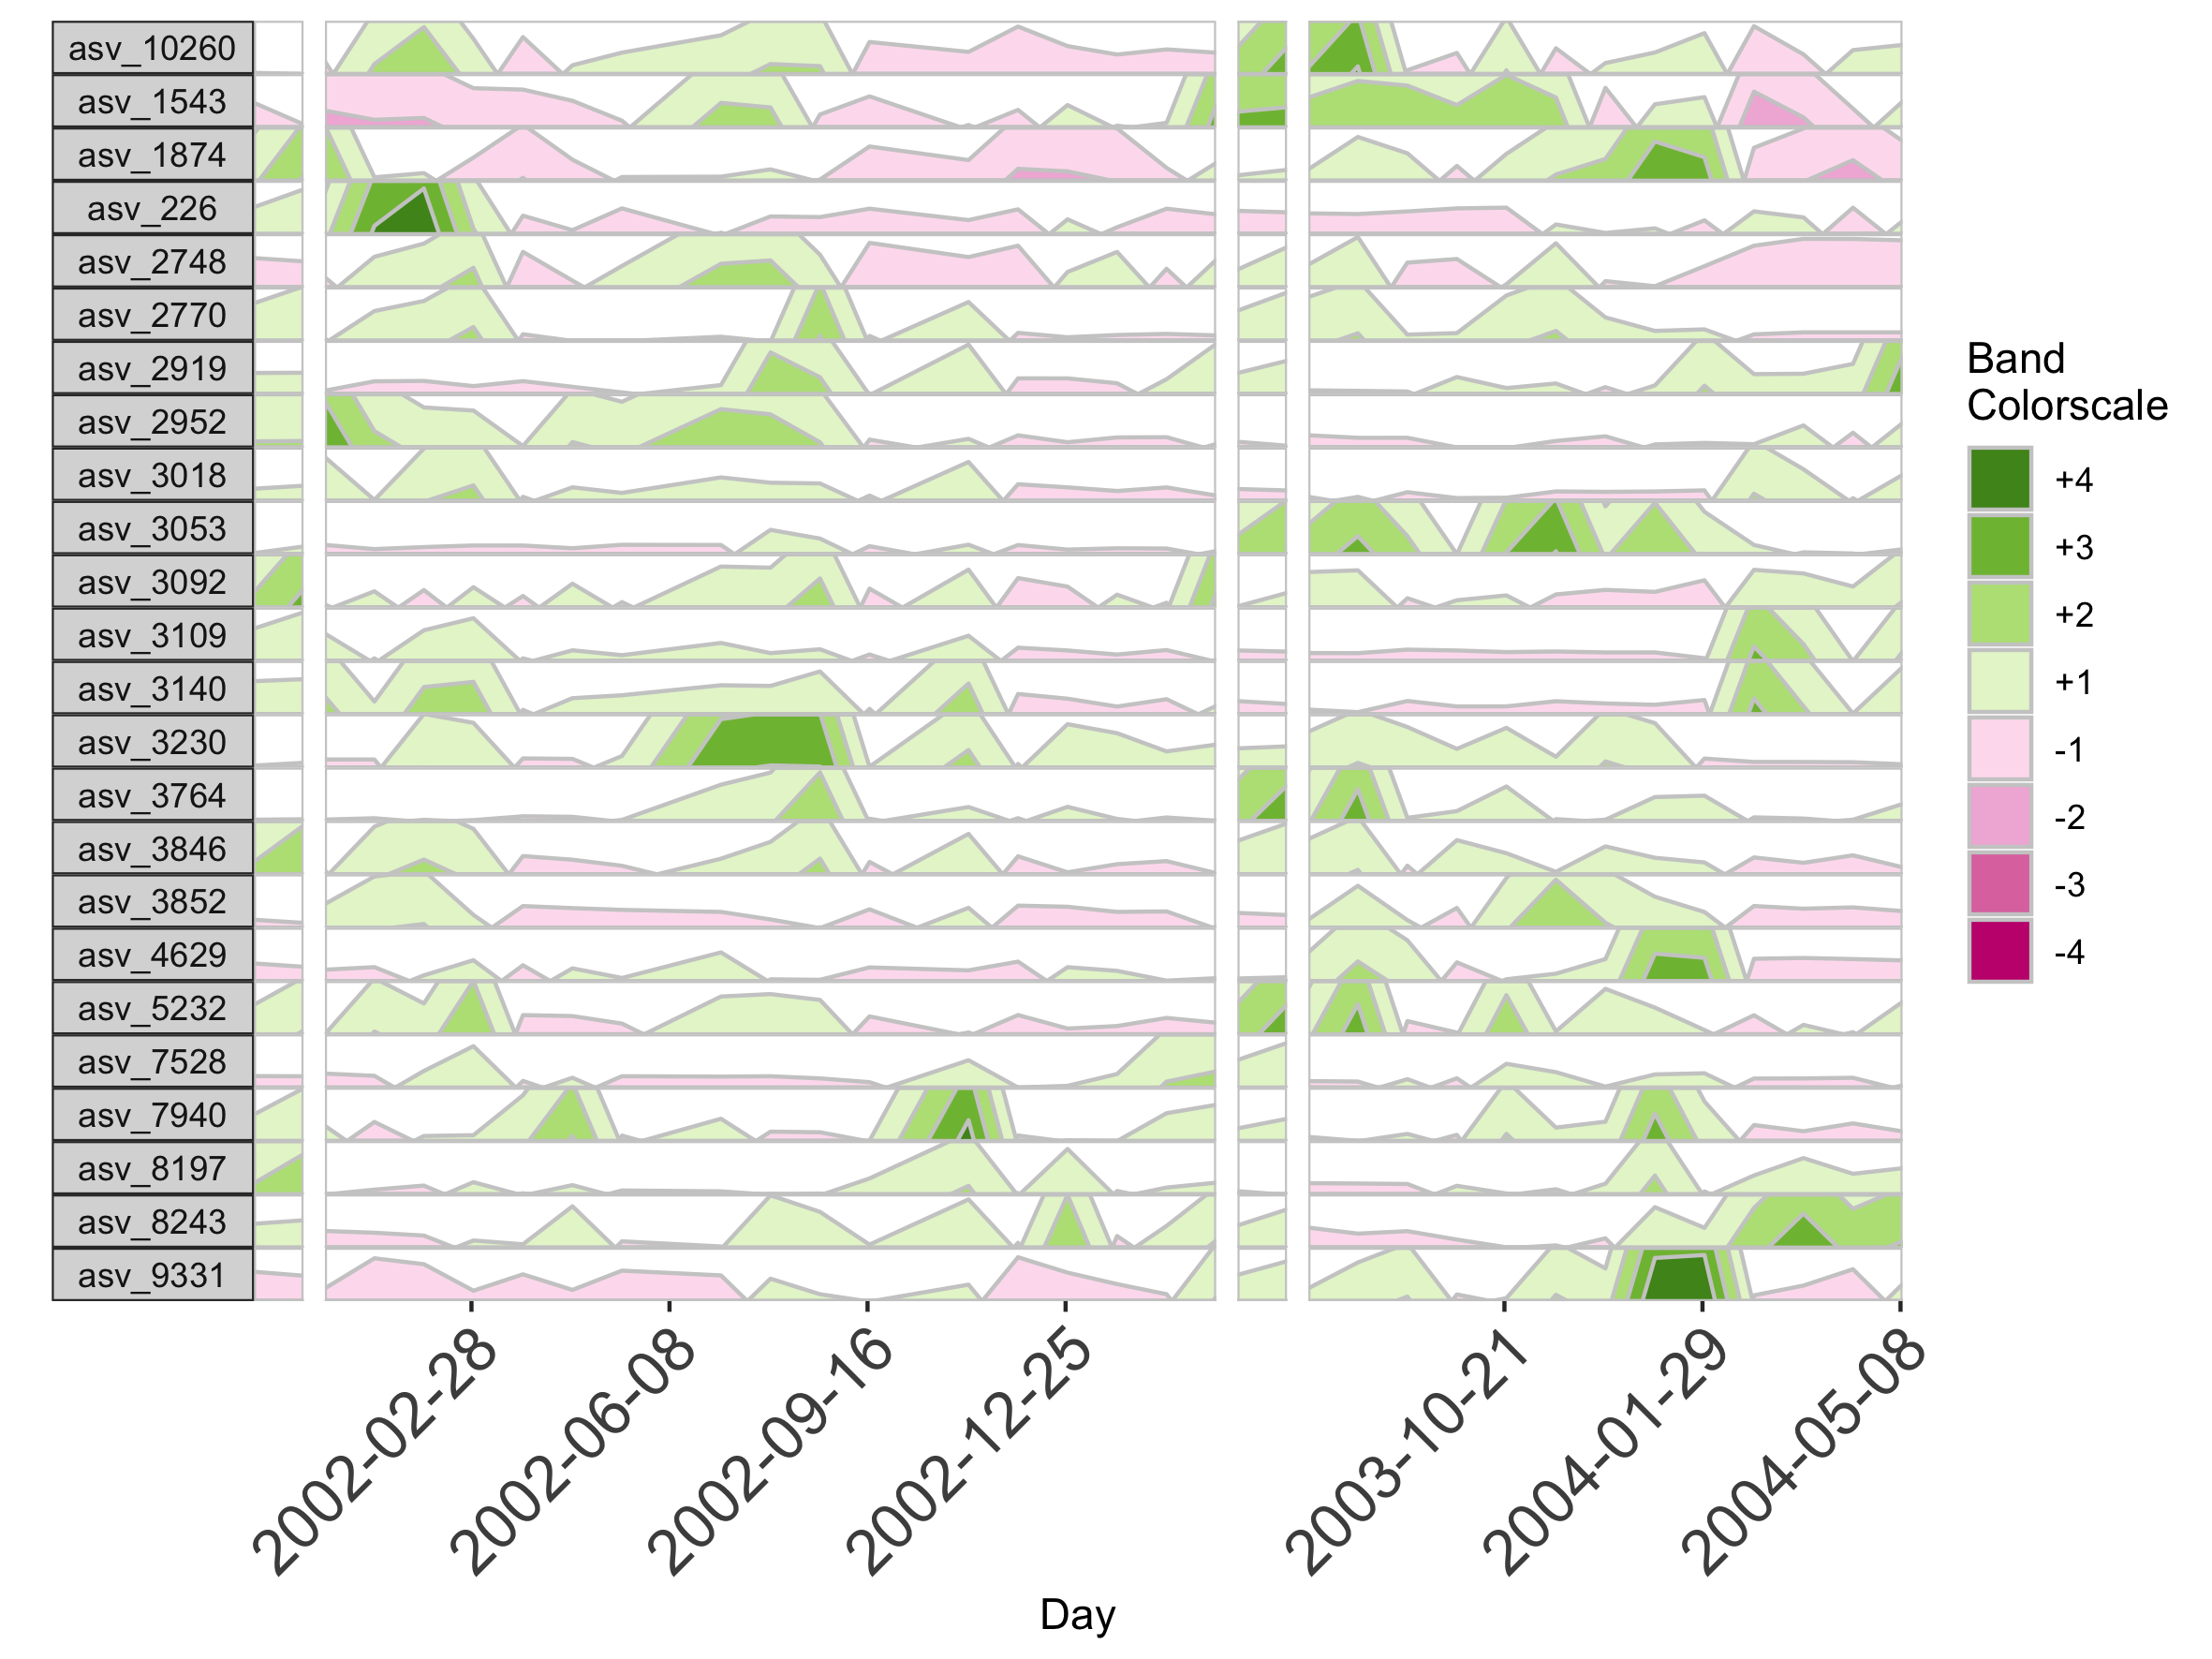 asv_10260
asv_1543
asv_1874
asv_226
asv_2748
asv_2770
asv_2919
asv_2952
asv_3018
asv_3053
asv_3092
asv_3109
asv_3140
asv_3230
asv_3764
asv_3846
asv_3852
asv_4629
asv_5232
asv_7528
asv_7940
asv_8197
asv_8243
asv_9331
2002-02-28
2002-06-08
2002-09-16
2002-12-25
2003-10-21
2004-01-29
2004-05-08
Day
Band
Colorscale
+4
+3
+2
+1
-1
-2
-3
-4